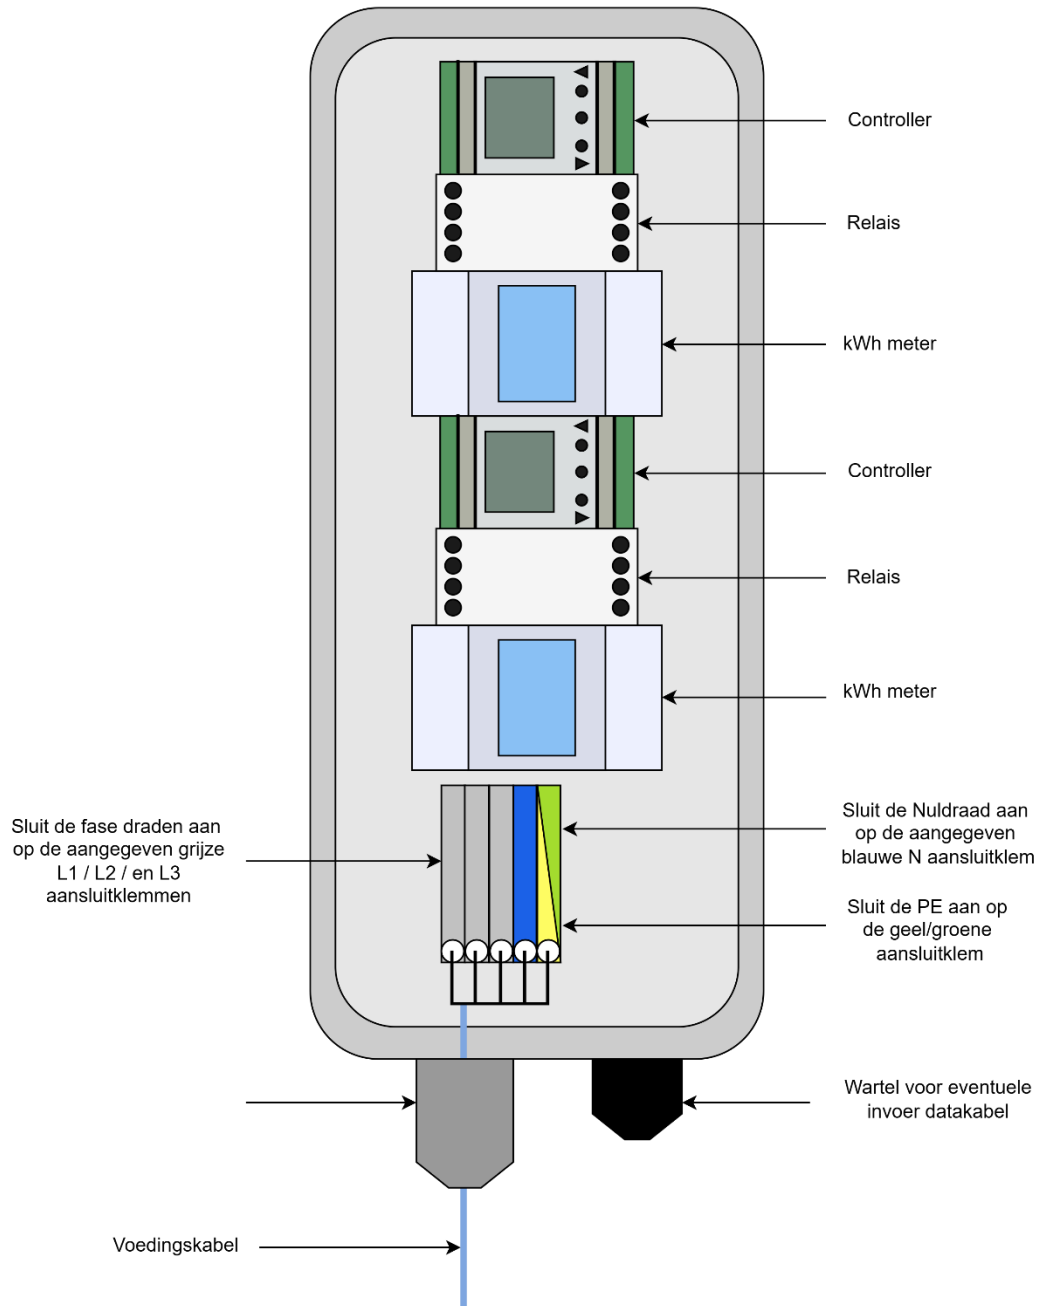 Controller
Relais
kWh meter
Controller
Relais
kWh meter
Sluit de fase draden aan
op de aangegeven grijze
L1 / L2 / en L3
aansluitklemmen
Sluit de Nuldraad aan
op de aangegeven
blauwe N aansluitklem
Sluit de PE aan op
de geel/groene
aansluitklem
Wartel voor eventuele
invoer datakabel
Voedingskabel